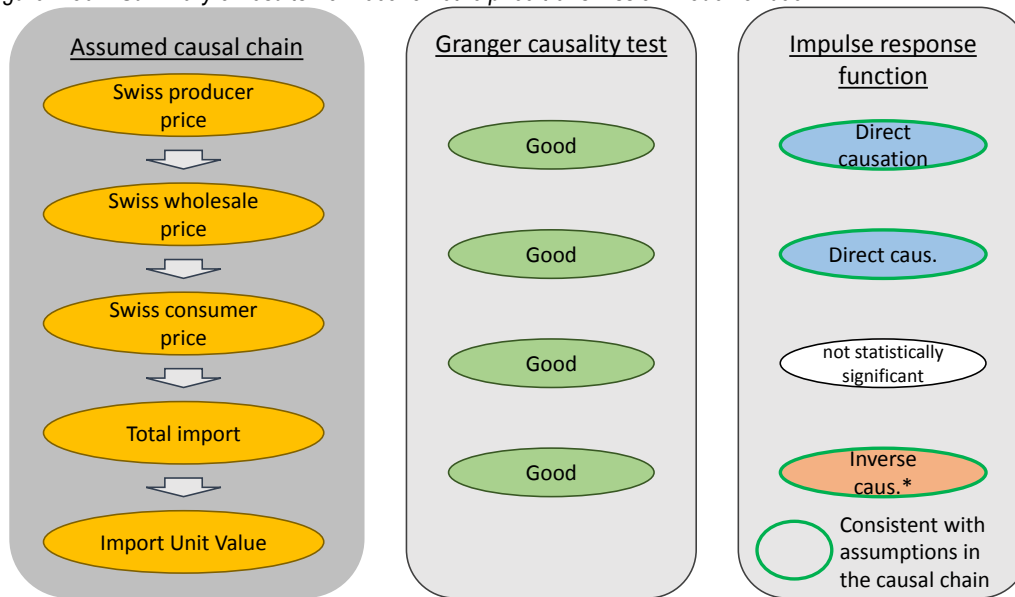 Assumed causal chain
Swiss producer
price
Swiss wholesale
price
Swiss consumer
price
Total import
Import Unit Value
Granger causality test
Good
Good
Good
Good
Impulse response
function
Direct
causation
Direct caus.
not statistically
significant
Inverse
caus.*
Consistent with
assumptions in
the causal chain